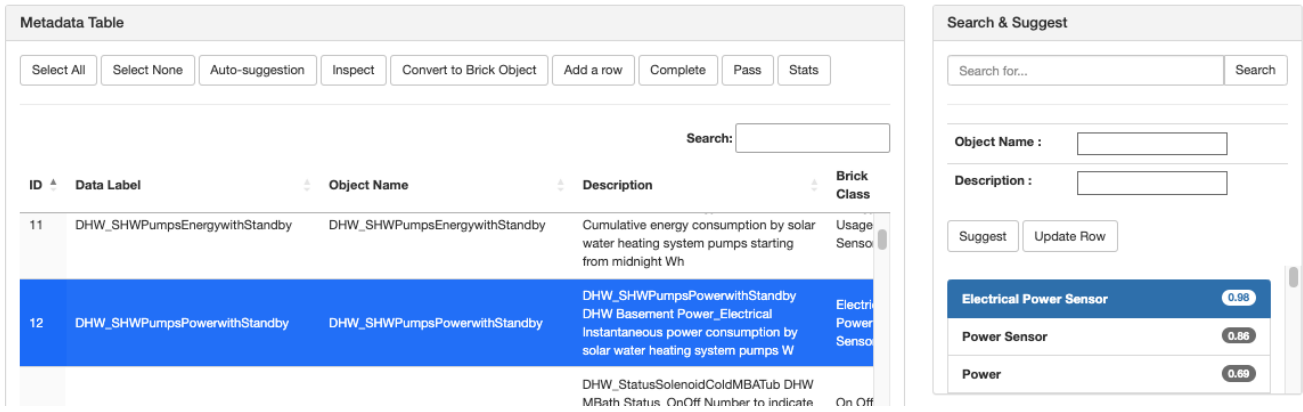 Metadata Table
Select All Select None Auto-suggestion Inspect Convert to Brick Object Add a row Complete Pass Stats
Search:
ID Data Label Object Name Description Brick
Class
11 DHW_SHWPumpsEnergywithStandby DHW_SHWPumpsEnergywithStandby Cumulative energy consumption by solar Usage
water heating system pumps starting Senso
from midnight Wh
DHW_SHWPumpsPowerwithStandby
DHW Basement Power_Electrical Electri
12 DHW_SHWPumpsPowerwithStandby DHW_SHWPumpsPowerwithStandby Instantaneous power consumption by Power
solar water heating system pumps W Senso
DHW_StatusSolenoidColdMBATub DHW
MBath Status_OnOff Number to indicate On Off
Search & Suggest
Search for... Search
Object Name :
Description :
Suggest Update Row
Electrical Power Sensor 0.98
Power Sensor 0.86
Power 0.69